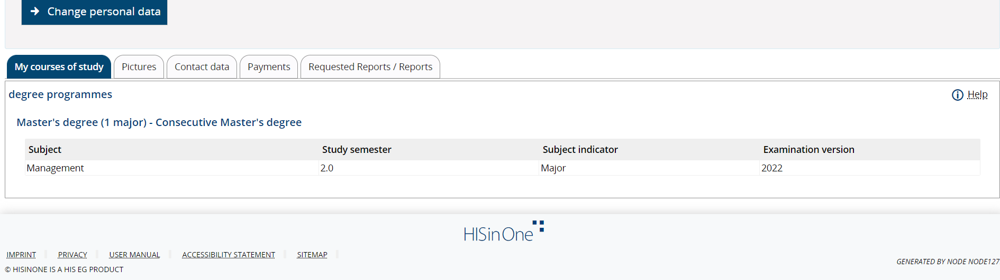 Change personal data
My courses of study Pictures Contact data Payments Requested Reports / Reports
degree programmes Help
Master's degree (1 major) - Consecutive Master's degree
Subject Study semester Subject indicator Examination version
Management 2.0 Major 2022
HISinOne
IMPRINT PRIVACY USER MANUAL ACCESSIBILITY STATEMENT SITEMAP
GENERATED BY NODE NODE127
© HISINONE IS A HIS EG PRODUCT